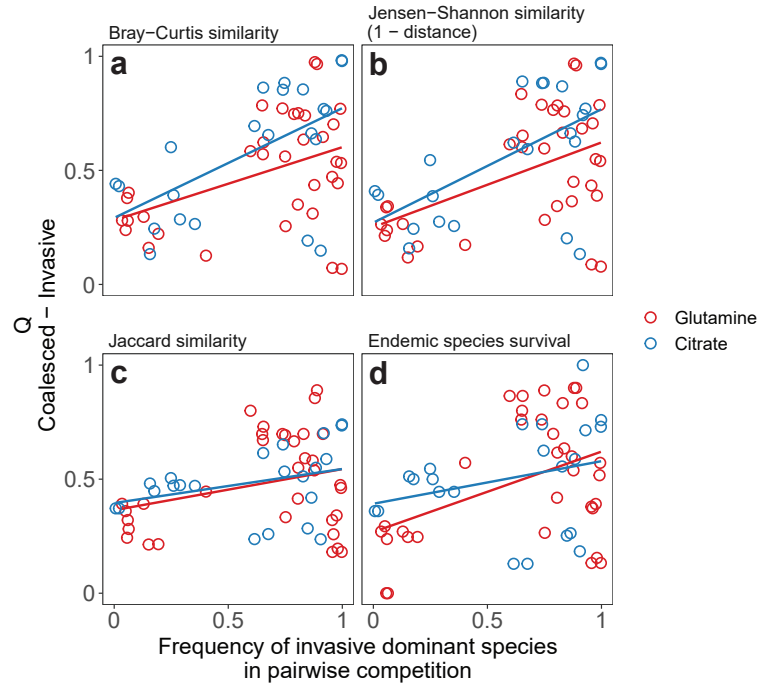 Bray−Curtis similarity
Jensen−Shannon similarity
(1 − distance)
a
b
1
0.5
0
Q
Coalesced − Invasive
Glutamine
Citrate
Jaccard similarity
Endemic species survival
c
d
1
0.5
0
0
0.5
1
0
0.5
1
Frequency of invasive dominant species
in pairwise competition